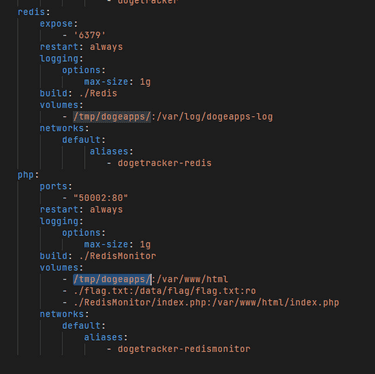 - dogetracker
redis:
expose:
- '6379'
restart: always
logging:
options:
max-size: 1g
build: ./Redis
volumes:
- /tmp/dogeapps/:/var/log/dogeapps-log
networks:
default:
aliases:
- dogetracker-redis
php:
ports:
- "50002:80"
restart: always
logging:
options:
max-size: 1g
build: ./RedisMonitor
volumes:
- /tmp/dogeapps/:/var/www/html
- ./flag.txt:/data/flag/flag.txt:ro
- ./RedisMonitor/index.php:/var/www/html/index.php
networks:
default:
aliases:
- dogetracker-redismonitor